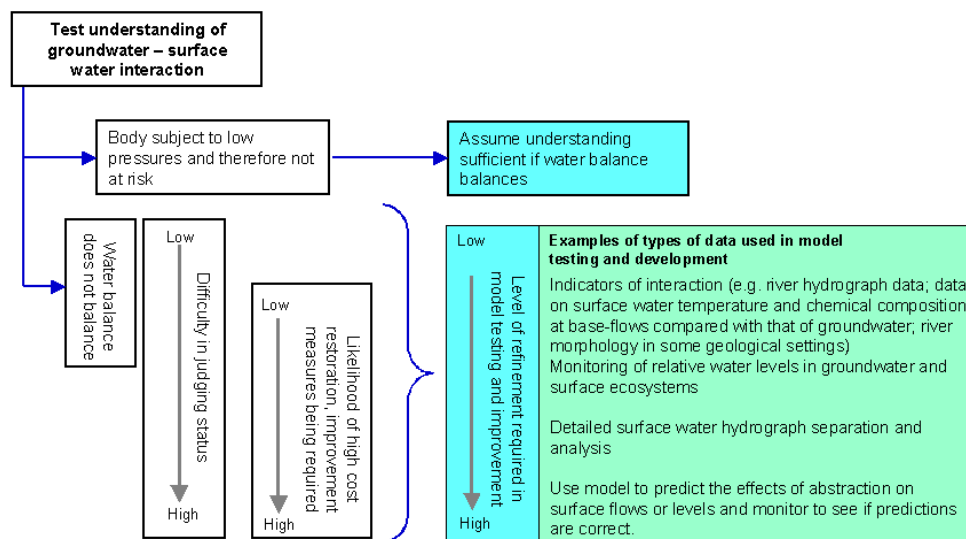 Test understanding of
groundwater – surface
water interaction
Body subject to low
pressures and therefore not
at risk
Assume understanding
sufficient if water balance
balances
Water balance
does not balance
Low
Difficulty in judging status
High
Low
Likelihood of high cost
restoration, improvement
measures being required
High
Low
Level of refinement required in
model testing and improvement
High
Examples of types of data used in model
testing and development
Indicators of interaction (e.g. river hydrograph data; data
on surface water temperature and chemical composition
at base-flows compared with that of groundwater; river
morphology in some geological settings)
Monitoring of relative water levels in groundwater and
surface ecosystems
Detailed surface water hydrograph separation and
analysis
Use model to predict the effects of abstraction on
surface flows or levels and monitor to see if predictions
are correct.